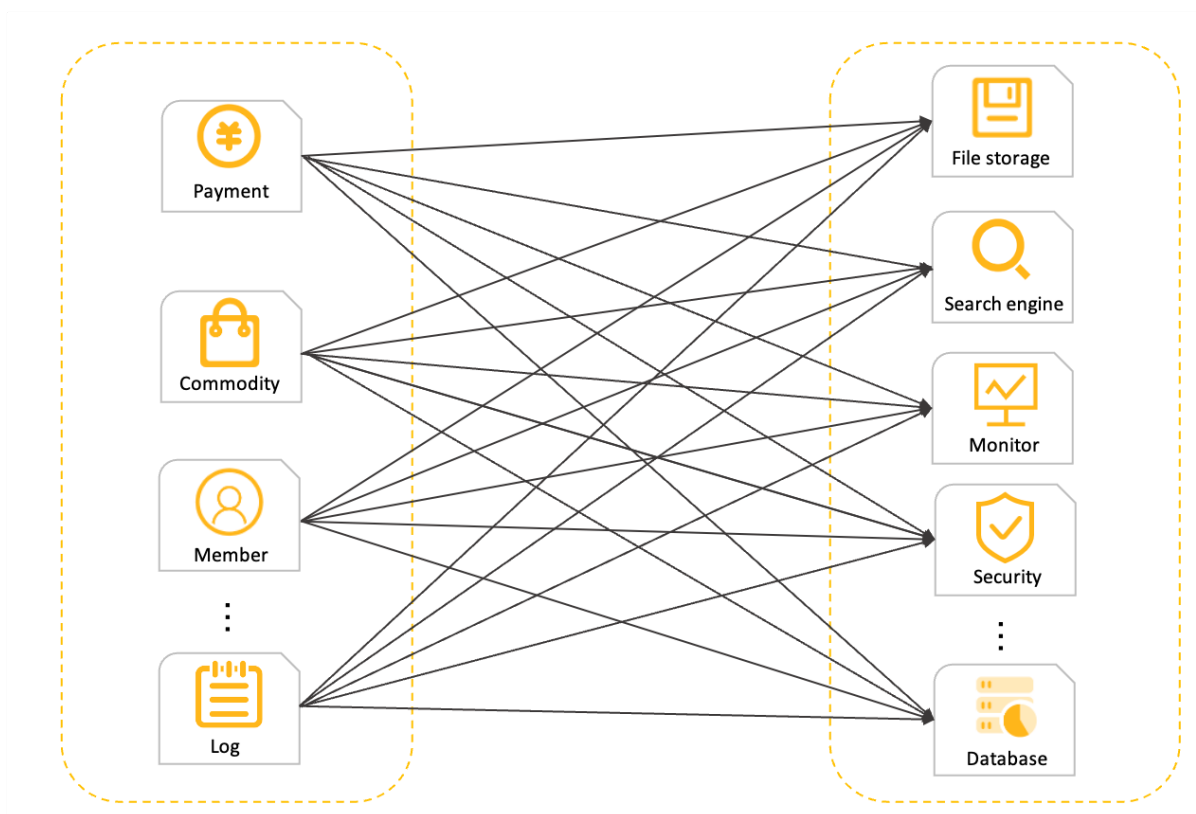 Payment
Commodity
Member
Log
File storage
Search engine
Monitor
Security
Database